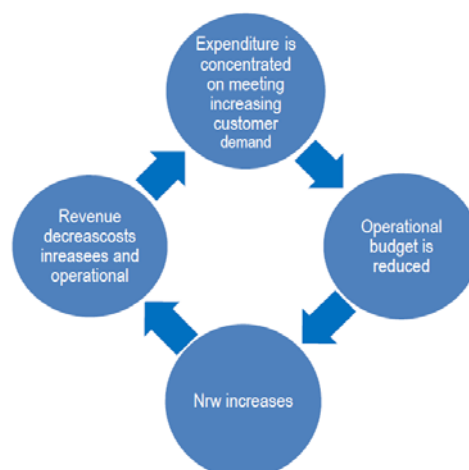 Expenditure is
concentrated
on meeting
increasing
customer
demand
Operational
budget is
reduced
Nrw increases
Revenue
decreascosts
inreasees and
operational